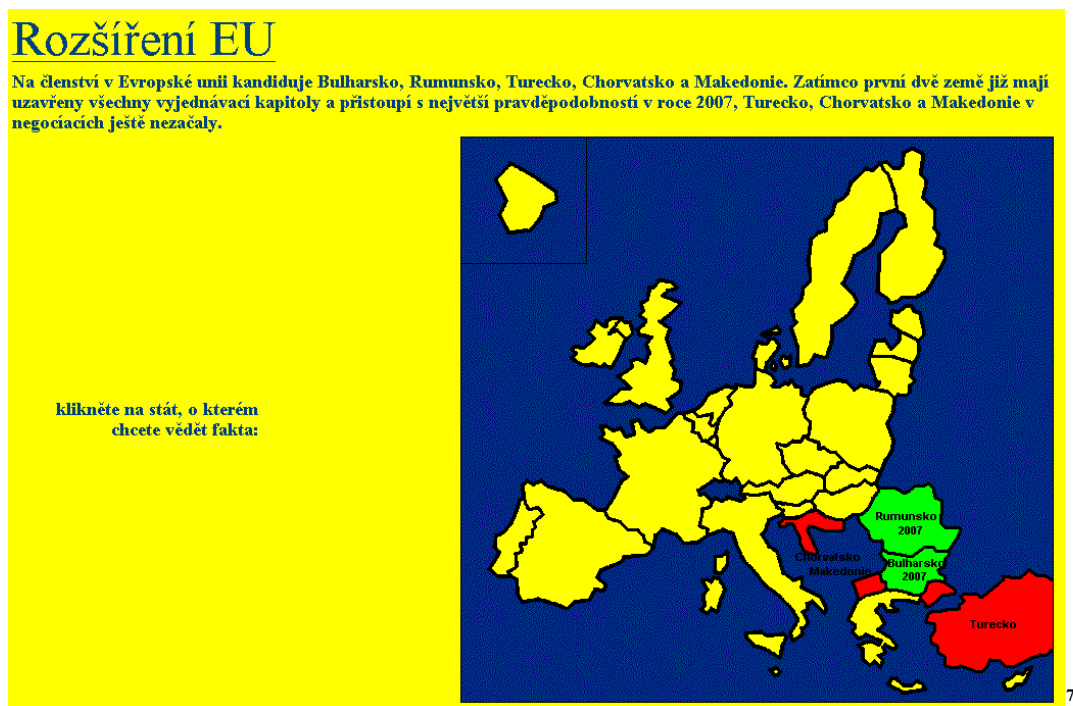 Rozšíření EU
Na členství v Evropské unii kandiduje Bulharsko, Rumunsko, Turecko, Chorvatsko a Makedonie. Zatímco první dvě země již mají
uzavřeny všechny vyjednávací kapitoly a přistoupí s největší pravděpodobností v roce 2007, Turecko, Chorvatsko a Makedonie v
negocíacích ještě nezačaly.
klikněte na stát, o kterém
chcete vědět fakta:
Rumunsko
2007
Chorvatsko
Makedonie
Bulharsko
2007
Turecko
7